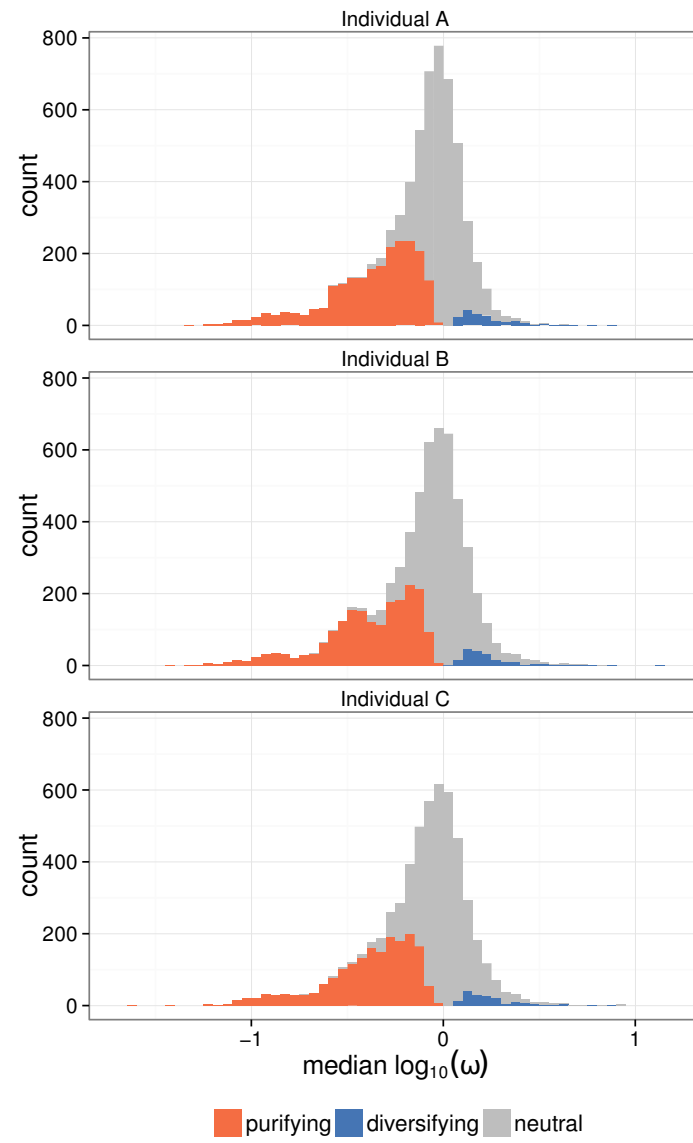 Individual A
800
600
400
200
0
count
Individual B
800
600
400
200
0
count
Individual C
800
600
400
200
0
count
−1 0 1
median log₁₀(ω)
purifying diversifying neutral